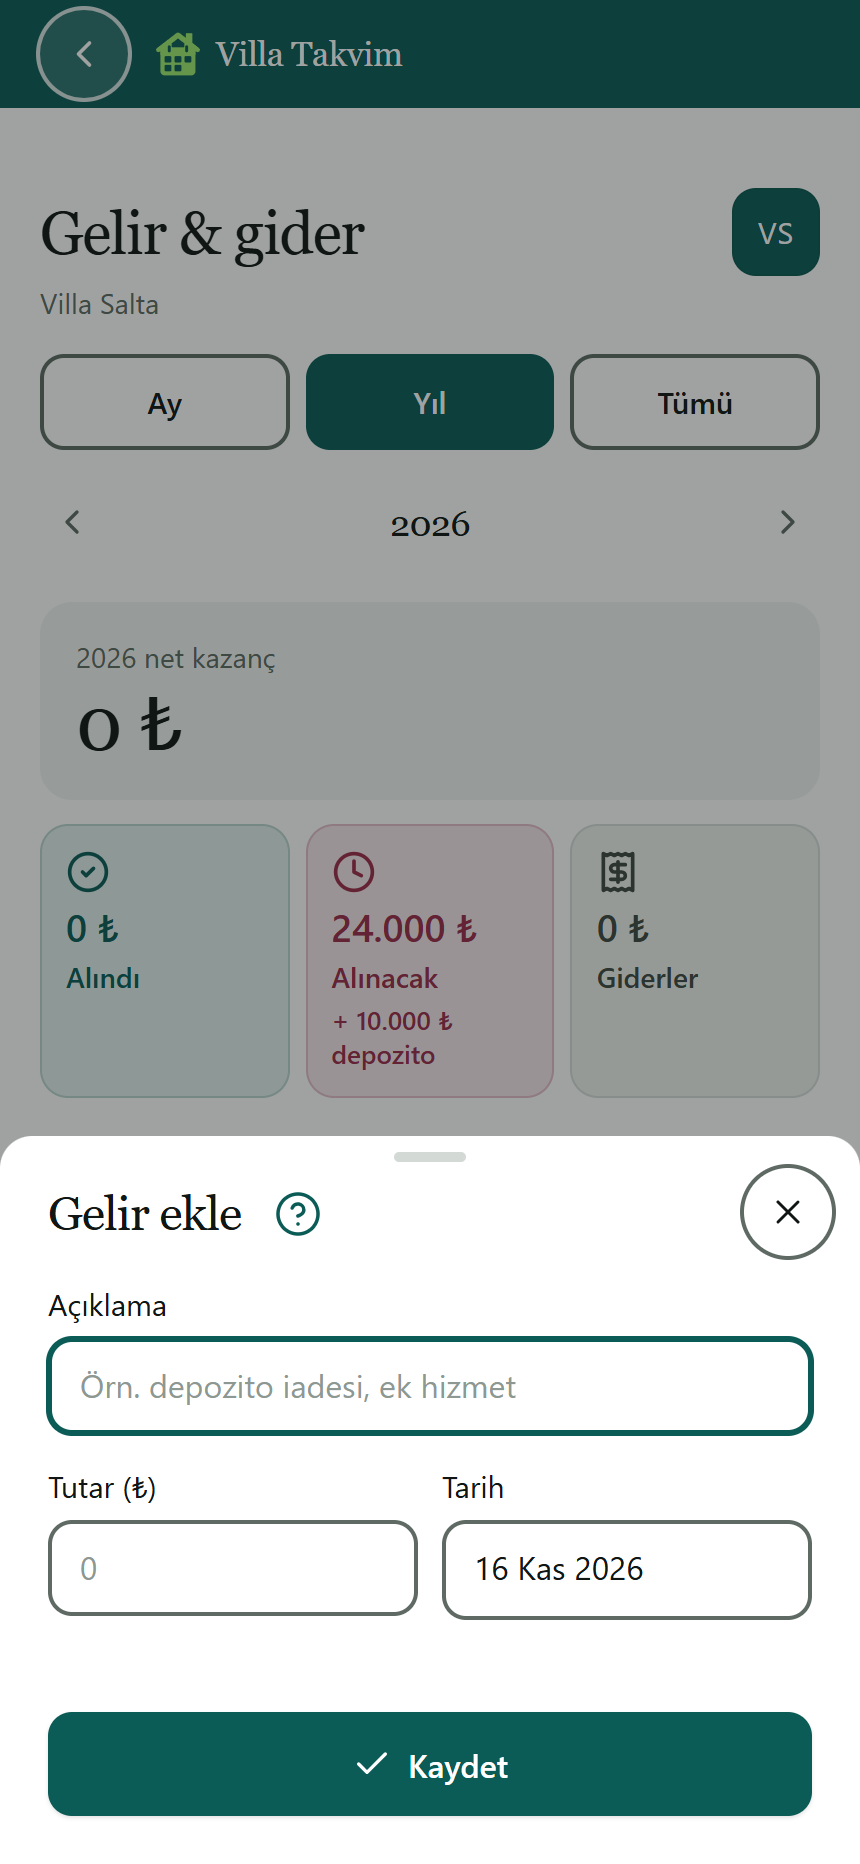 Villa Takvim
Gelir & gider
VS
Villa Salta
Ay
Yıl
Tümü
2026
2026 net kazanç
0 ₺
0 ₺
Alındı
24.000 ₺
Alınacak
+ 10.000 ₺
depozito
0 ₺
Giderler
Gelir ekle
Açıklama
Örn. depozito iadesi, ek hizmet
Tutar (₺)
Tarih
0
16 Kas 2026
Kaydet